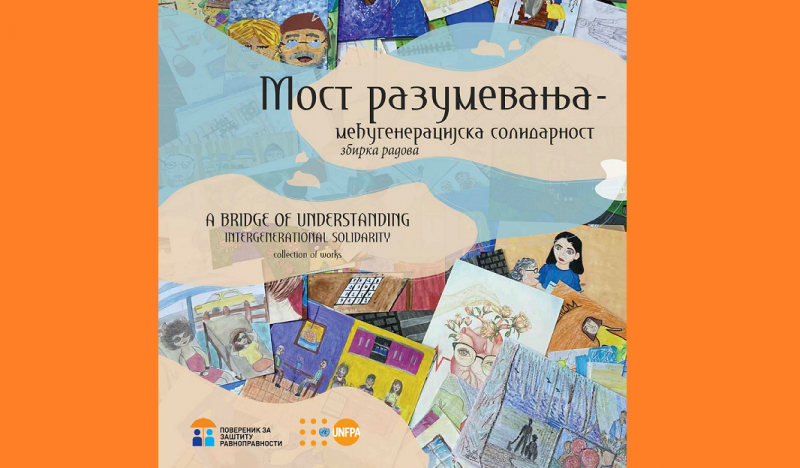 Мост разумевања-
међугенерацијска солидарност
збирка радова
A BRIDGE OF UNDERSTANDING
INTERGENERATIONAL SOLIDARITY
collection of works
ПОВЕРЕНИК ЗА
ЗАШТИТУ
РАВНОПРАВНОСТИ
UNFPA